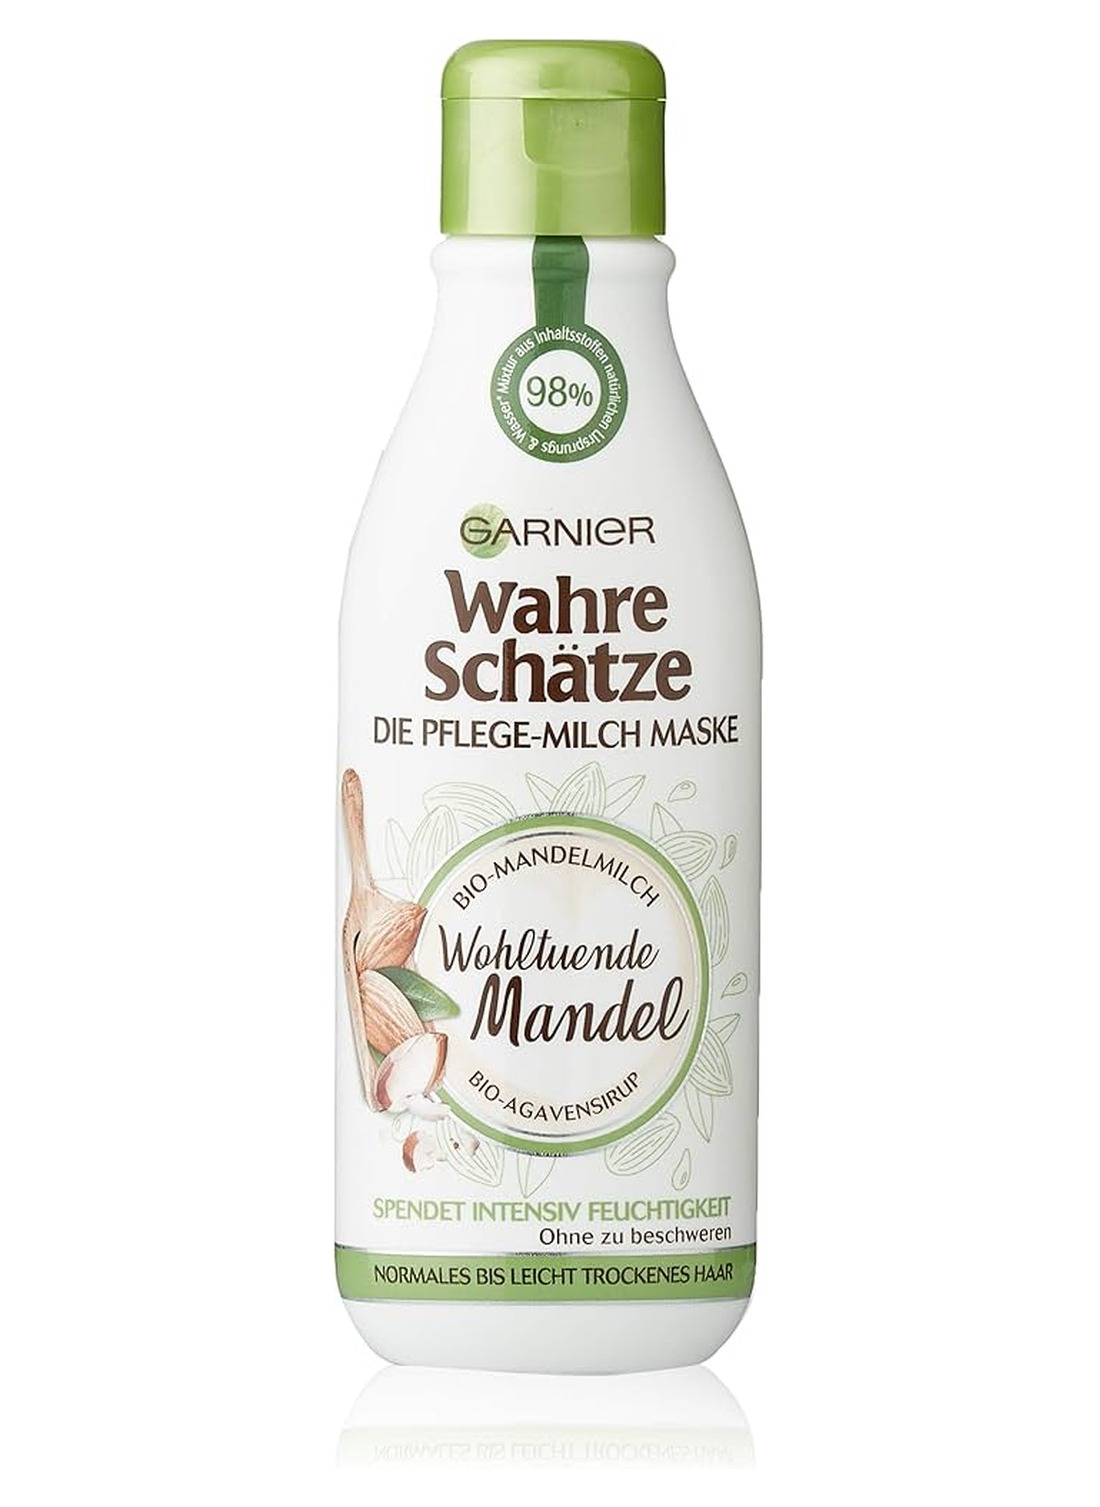 Mixtur aus Inhaltsstoffen natürlichen Ursprungs & Wasser*
98%
GARNIER
Wahre
Schätze
DIE PFLEGE-MILCH MASKE
BIO-MANDELMILCH
Wohltuende
Mandel
BIO-AGAVENSIRUP
SPENDET INTENSIV FEUCHTIGKEIT
Ohne zu beschweren
NORMALES BIS LEICHT TROCKENES HAAR